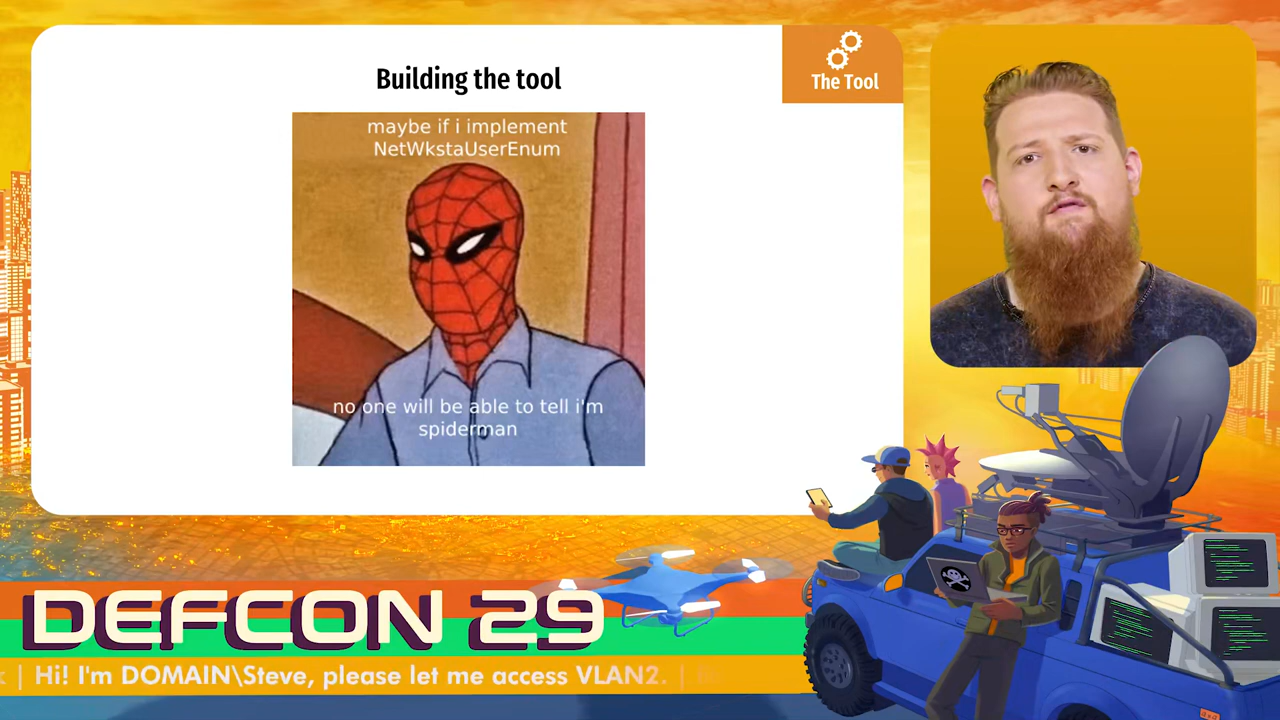 Building the tool
The Tool
maybe if i implement
NetWkstaUserEnum
no one will be able to tell i'm
spiderman
DEFCON 29
| Hi! I'm DOMAIN\Steve, please let me access VLAN2. |